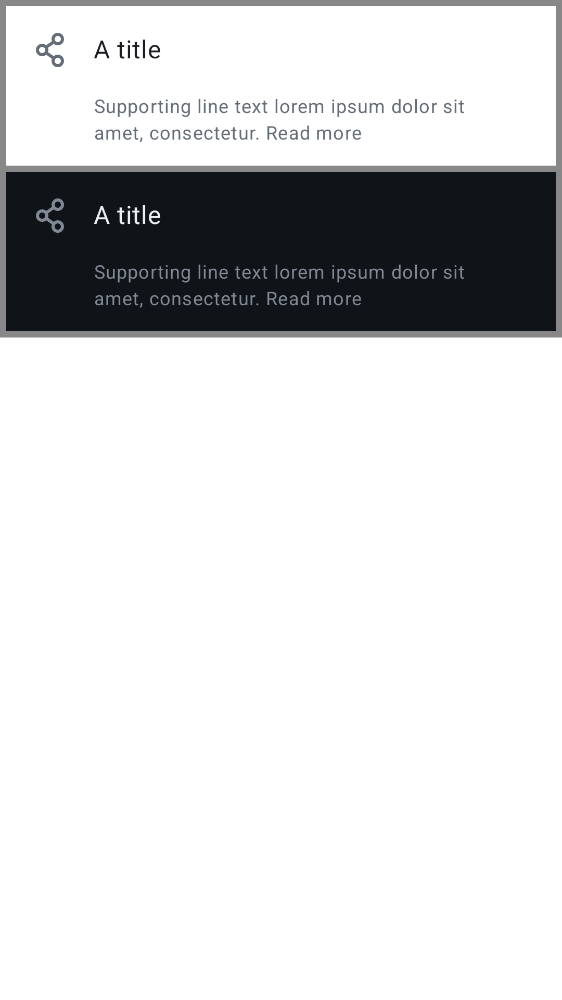 A title
Supporting line text lorem ipsum dolor sit
amet, consectetur. Read more
A title
Supporting line text lorem ipsum dolor sit
amet, consectetur. Read more